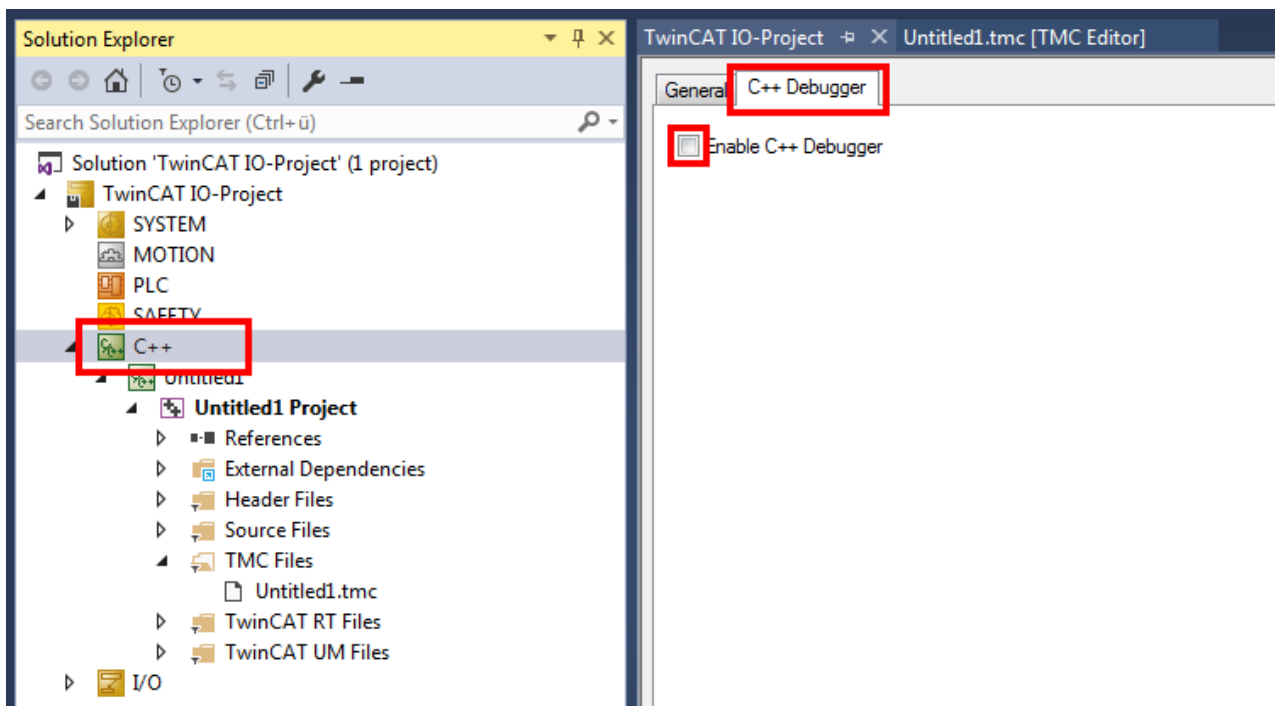 Solution Explorer
Search Solution Explorer (Ctrl+ü)
Solution 'TwinCAT IO-Project' (1 project)
TwinCAT IO-Project
SYSTEM
MOTION
PLC
SAFETY
C++
Untitled1
Untitled1 Project
References
External Dependencies
Header Files
Source Files
TMC Files
Untitled1.tmc
TwinCAT RT Files
TwinCAT UM Files
I/O
TwinCAT IO-Project Untitled1.tmc [TMC Editor]
General C++ Debugger
Enable C++ Debugger